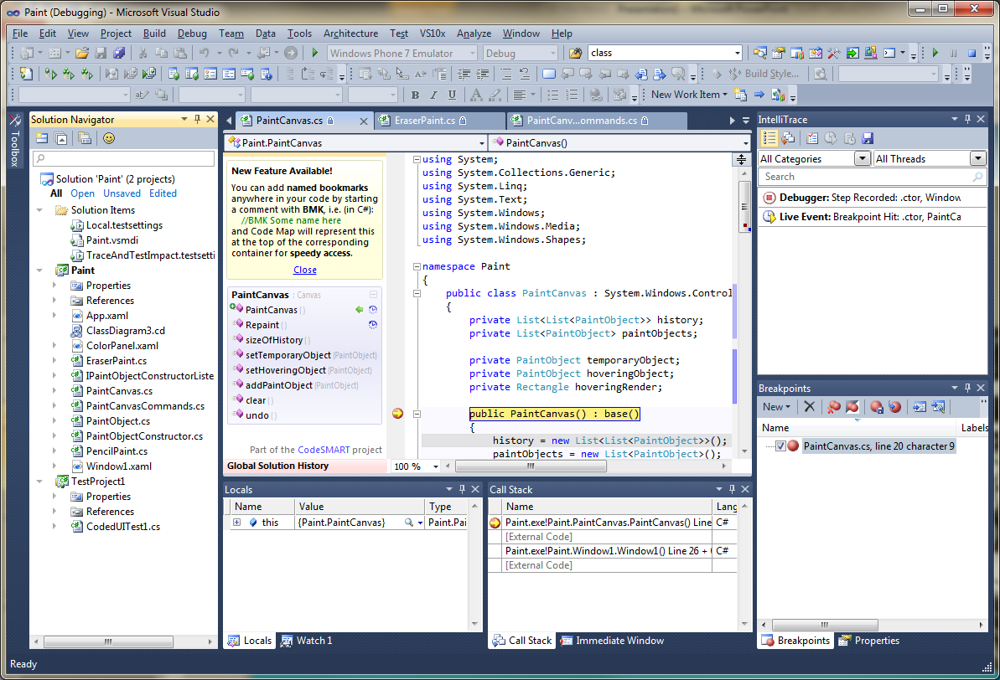 Paint (Debugging) - Microsoft Visual Studio
File Edit View Project Build Debug Team Data Tools Architecture Test VS10x Analyze Window Help
Windows Phone 7 Emulator Debug class
Build Style...
B I U A New Work Item
Toolbox
Solution Navigator
Solution 'Paint' (2 projects)
All Open Unsaved Edited
Solution Items
Local.testsettings
Paint.vsmdi
TraceAndTestImpact.testsetti
Paint
Properties
References
App.xaml
ClassDiagram3.cd
ColorPanel.xaml
EraserPaint.cs
IPaintObjectConstructorListe
PaintCanvas.cs
PaintCanvasCommands.cs
PaintObject.cs
PaintObjectConstructor.cs
PencilPaint.cs
Window1.xaml
TestProject1
Properties
References
CodedUITest1.cs
PaintCanvas.cs EraserPaint.cs PaintCanv...ommands.cs
Paint.PaintCanvas PaintCanvas()
New Feature Available!
You can add named bookmarks
anywhere in your code by starting
a comment with BMK, i.e. (in C#):
//BMK Some name here
and Code Map will represent this
at the top of the corresponding
container for speedy access.
Close
PaintCanvas : Canvas
PaintCanvas ()
Repaint ()
sizeOfHistory ()
setTemporaryObject (PaintObject)
setHoveringObject (PaintObject)
addPaintObject (PaintObject)
clear ()
undo ()
Part of the CodeSMART project
Global Solution History
using System;
using System.Collections.Generic;
using System.Linq;
using System.Text;
using System.Windows;
using System.Windows.Media;
using System.Windows.Shapes;
namespace Paint
{
public class PaintCanvas : System.Windows.Control
{
private List<List<PaintObject>> history;
private List<PaintObject> paintObjects;
private PaintObject temporaryObject;
private PaintObject hoveringObject;
private Rectangle hoveringRender;
public PaintCanvas() : base()
{
history = new List<List<PaintObject>>();
paintObjects = new List<PaintObject>();
100 %
IntelliTrace
All Categories All Threads
Search
Debugger: Step Recorded: .ctor, Window
Live Event: Breakpoint Hit: .ctor, PaintCa
Breakpoints
New
Name Labels
PaintCanvas.cs, line 20 character 9
Breakpoints Properties
Locals
Name Value Type
this {Paint.PaintCanvas} Paint.Pai
Locals Watch 1
Call Stack
Name Lang
Paint.exe!Paint.PaintCanvas.PaintCanvas() Line C#
[External Code]
Paint.exe!Paint.Window1.Window1() Line 26 + C#
[External Code]
Call Stack Immediate Window
Ready